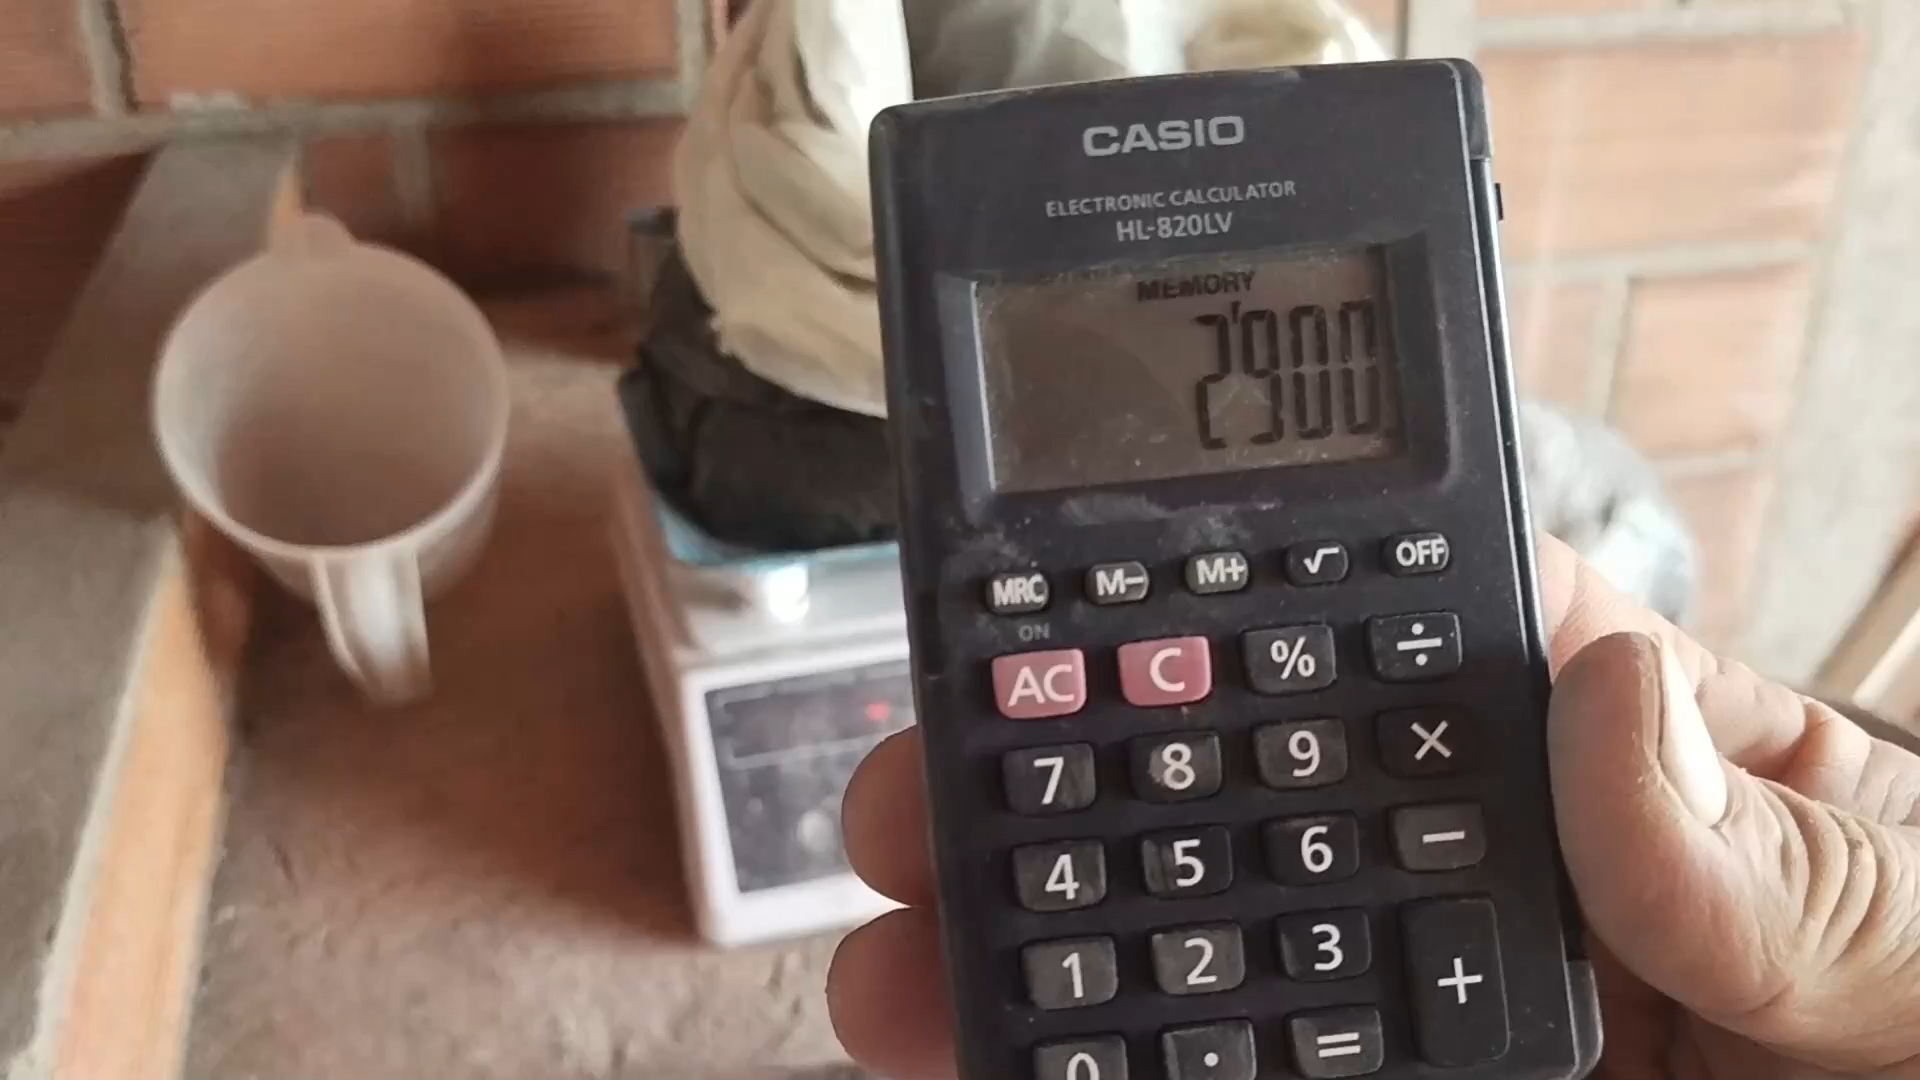 CASIO
ELECTRONIC CALCULATOR
HL-820LV
MEMORY
2'900
MRC M− M+ √ OFF
ON
AC C % ÷
7 8 9 ×
4 5 6 −
1 2 3 +
0 . =